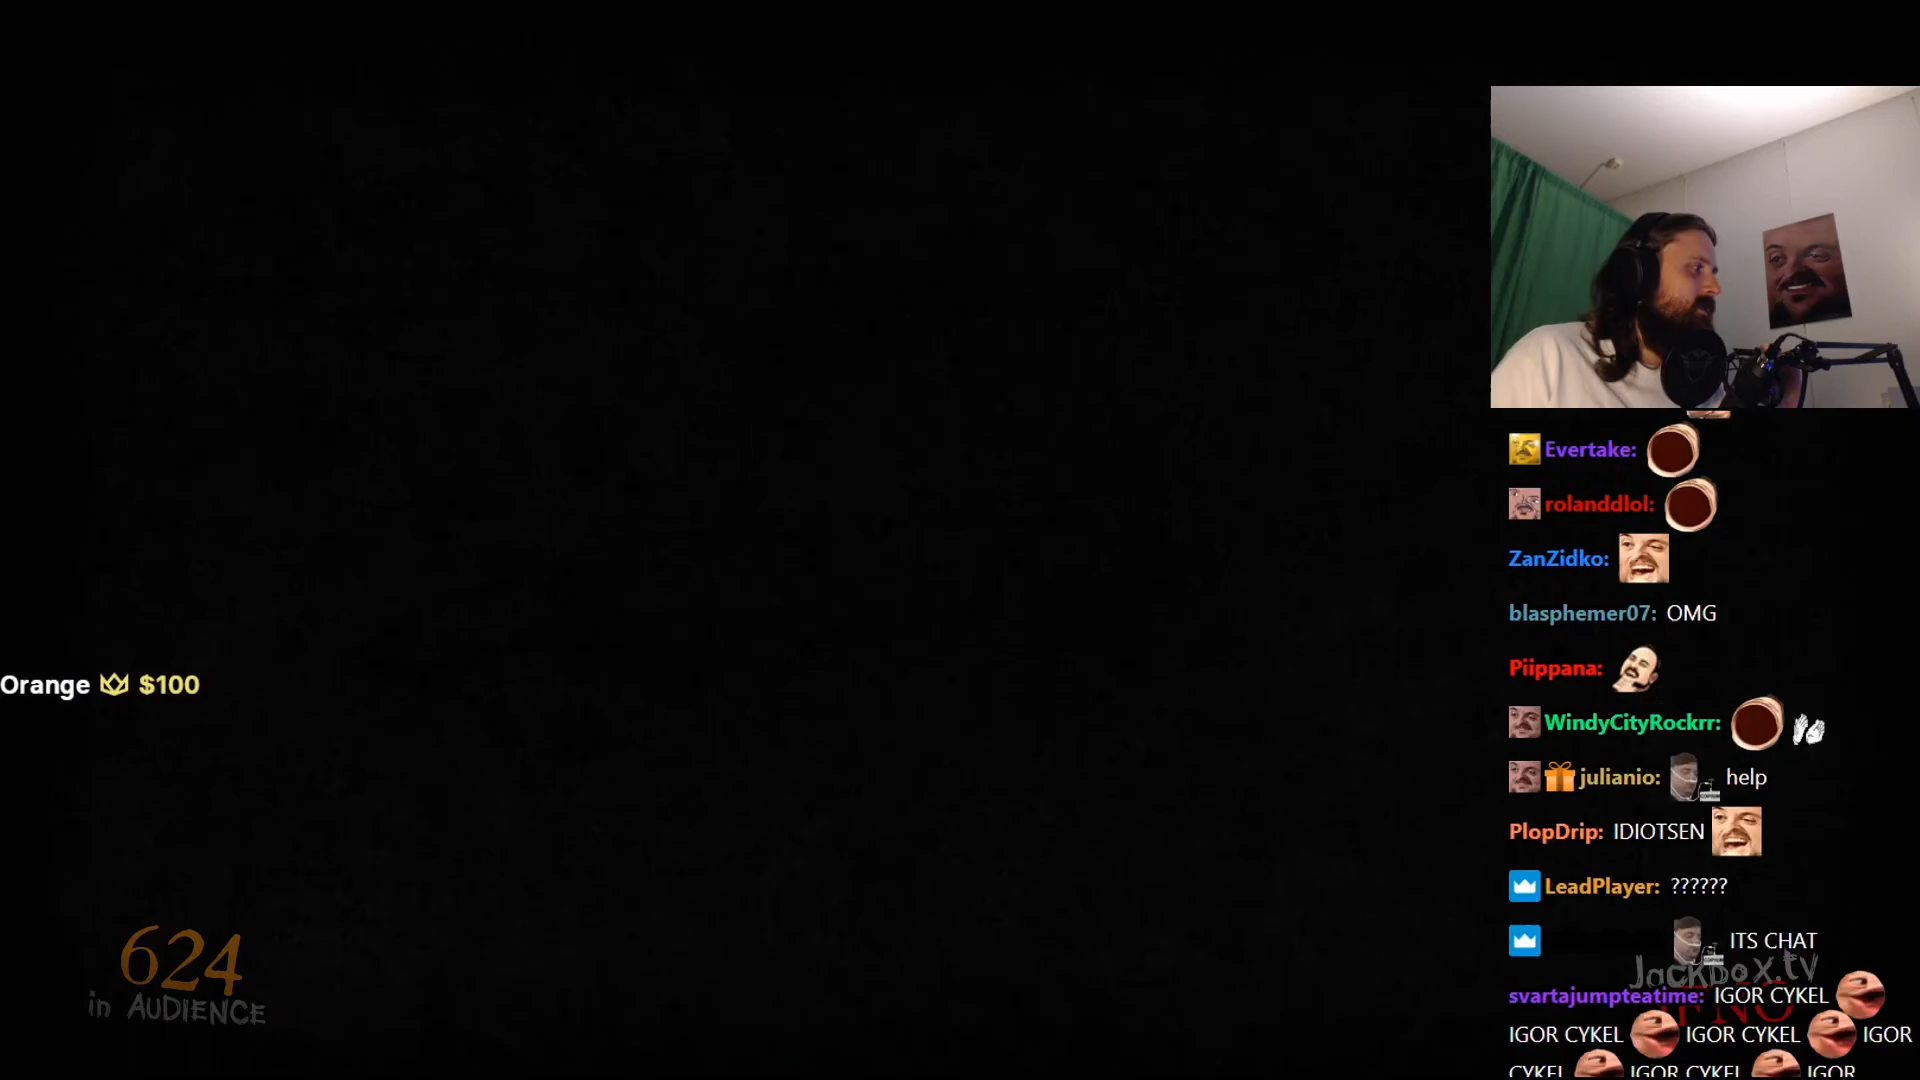 Evertake:
rolanddlol:
ZanZidko:
blasphemer07: OMG
Piippana:
Orange $100
WindyCityRockrr:
julianio: help
PlopDrip: IDIOTSEN
LeadPlayer: ??????
624
in AUDIENCE
ITS CHAT
Jackbox.tv
svartajumpteatime: IGOR CYKEL
IGOR CYKEL IGOR CYKEL IGOR
CYKEL IGOR CYKEL IGOR